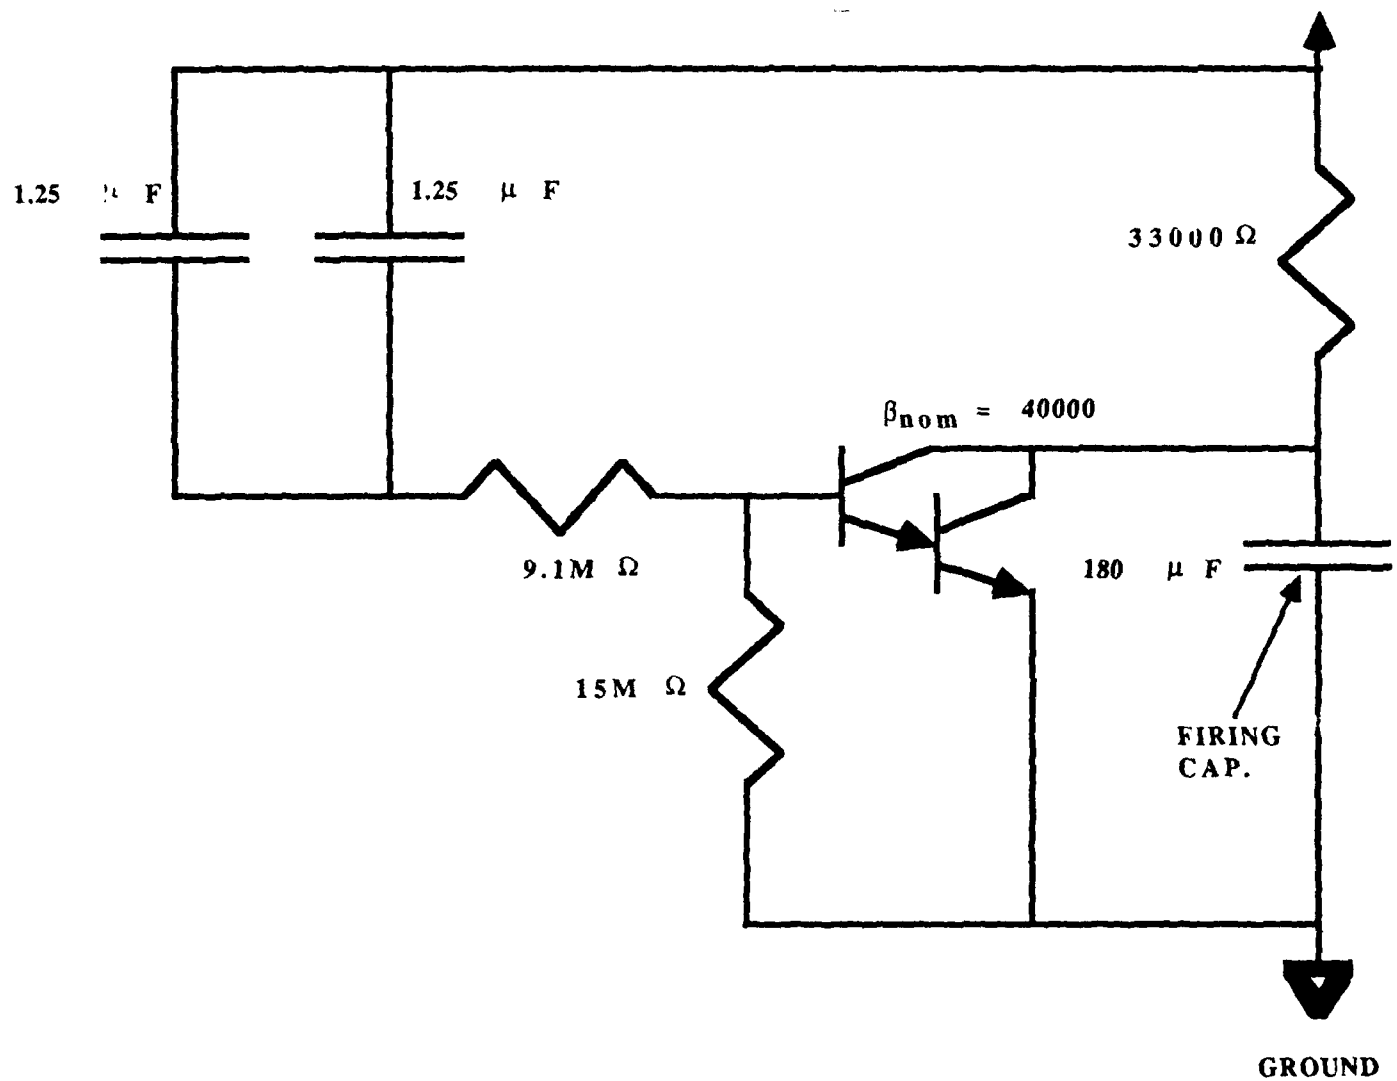 1.25 μ F
1.25 μ F
33000 Ω
βnom = 40000
9.1M Ω
180 μ F
15M Ω
FIRING
CAP.
GROUND